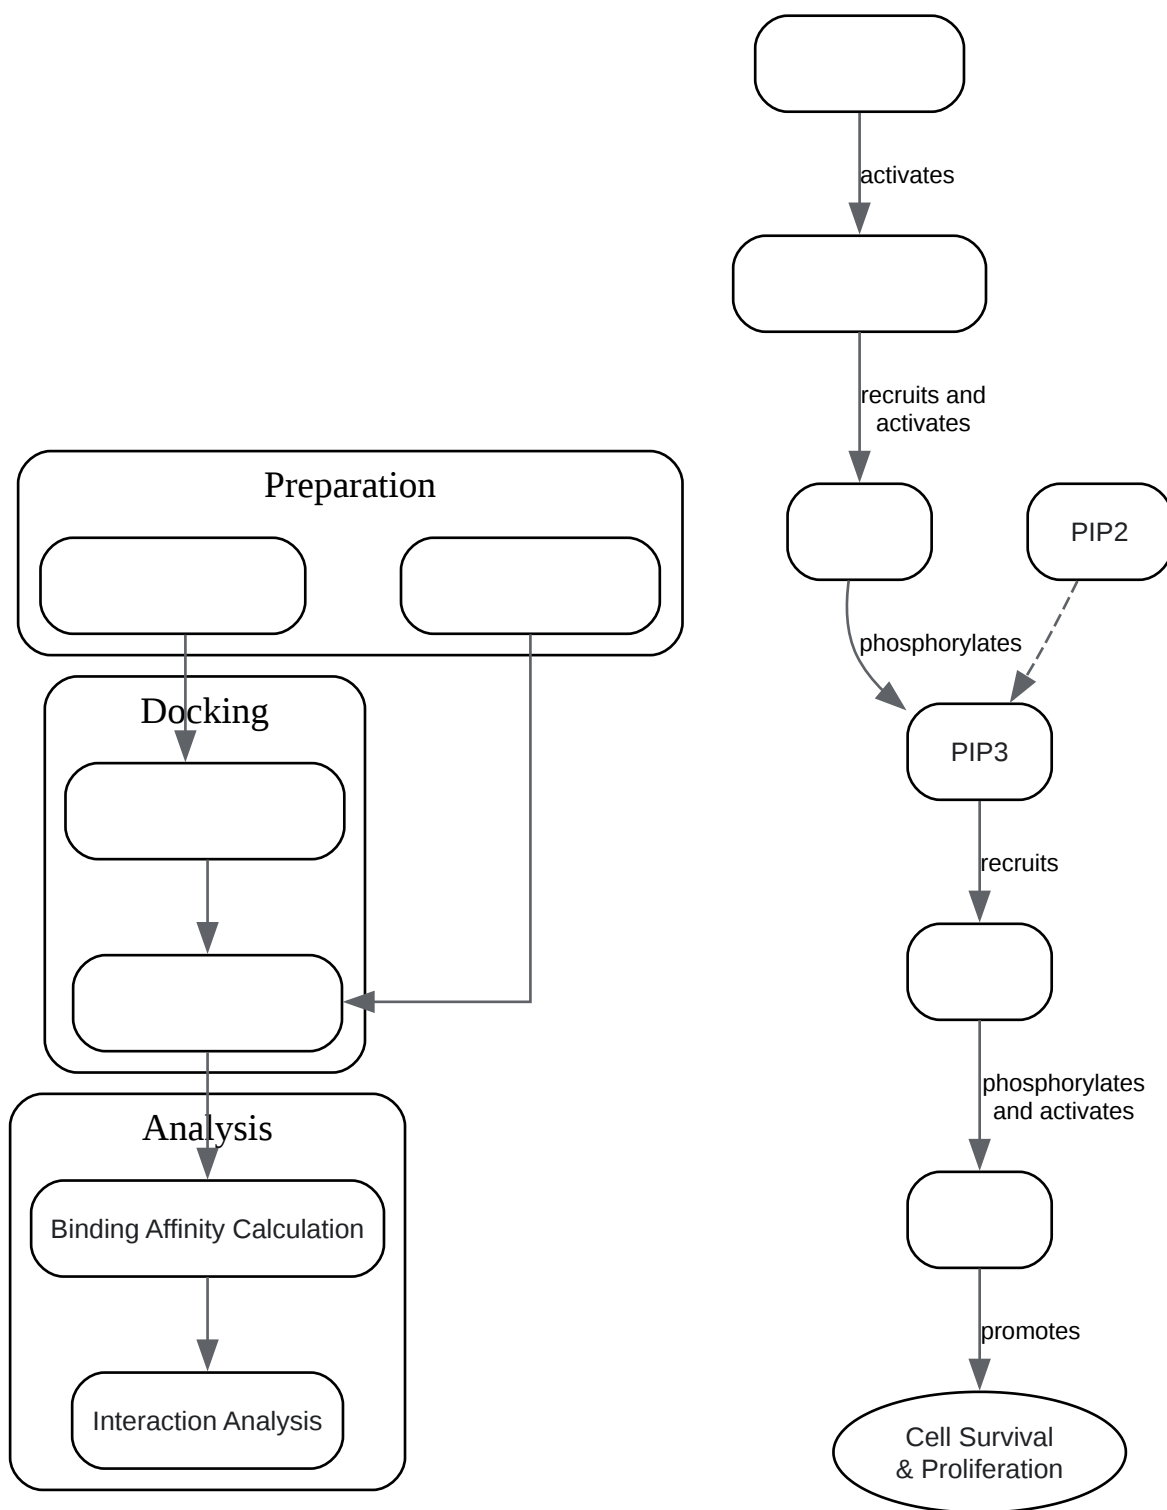 Preparation
Docking
Analysis
Binding Affinity Calculation
Interaction Analysis
activates
recruits and
activates
PIP2
phosphorylates
PIP3
recruits
phosphorylates
and activates
promotes
Cell Survival
& Proliferation